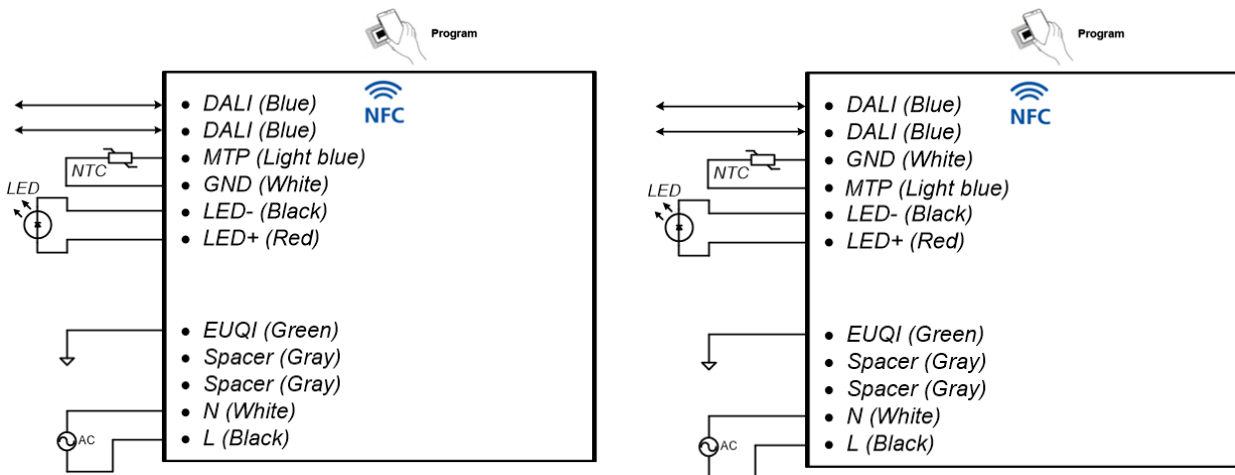 Program
NFC
• DALI (Blue)
• DALI (Blue)
• MTP (Light blue)
NTC
• GND (White)
LED
• LED- (Black)
• LED+ (Red)
• EUQI (Green)
• Spacer (Gray)
• Spacer (Gray)
• N (White)
AC
• L (Black)
Program
NFC
• DALI (Blue)
• DALI (Blue)
• GND (White)
NTC
• MTP (Light blue)
LED
• LED- (Black)
• LED+ (Red)
• EUQI (Green)
• Spacer (Gray)
• Spacer (Gray)
• N (White)
AC
• L (Black)